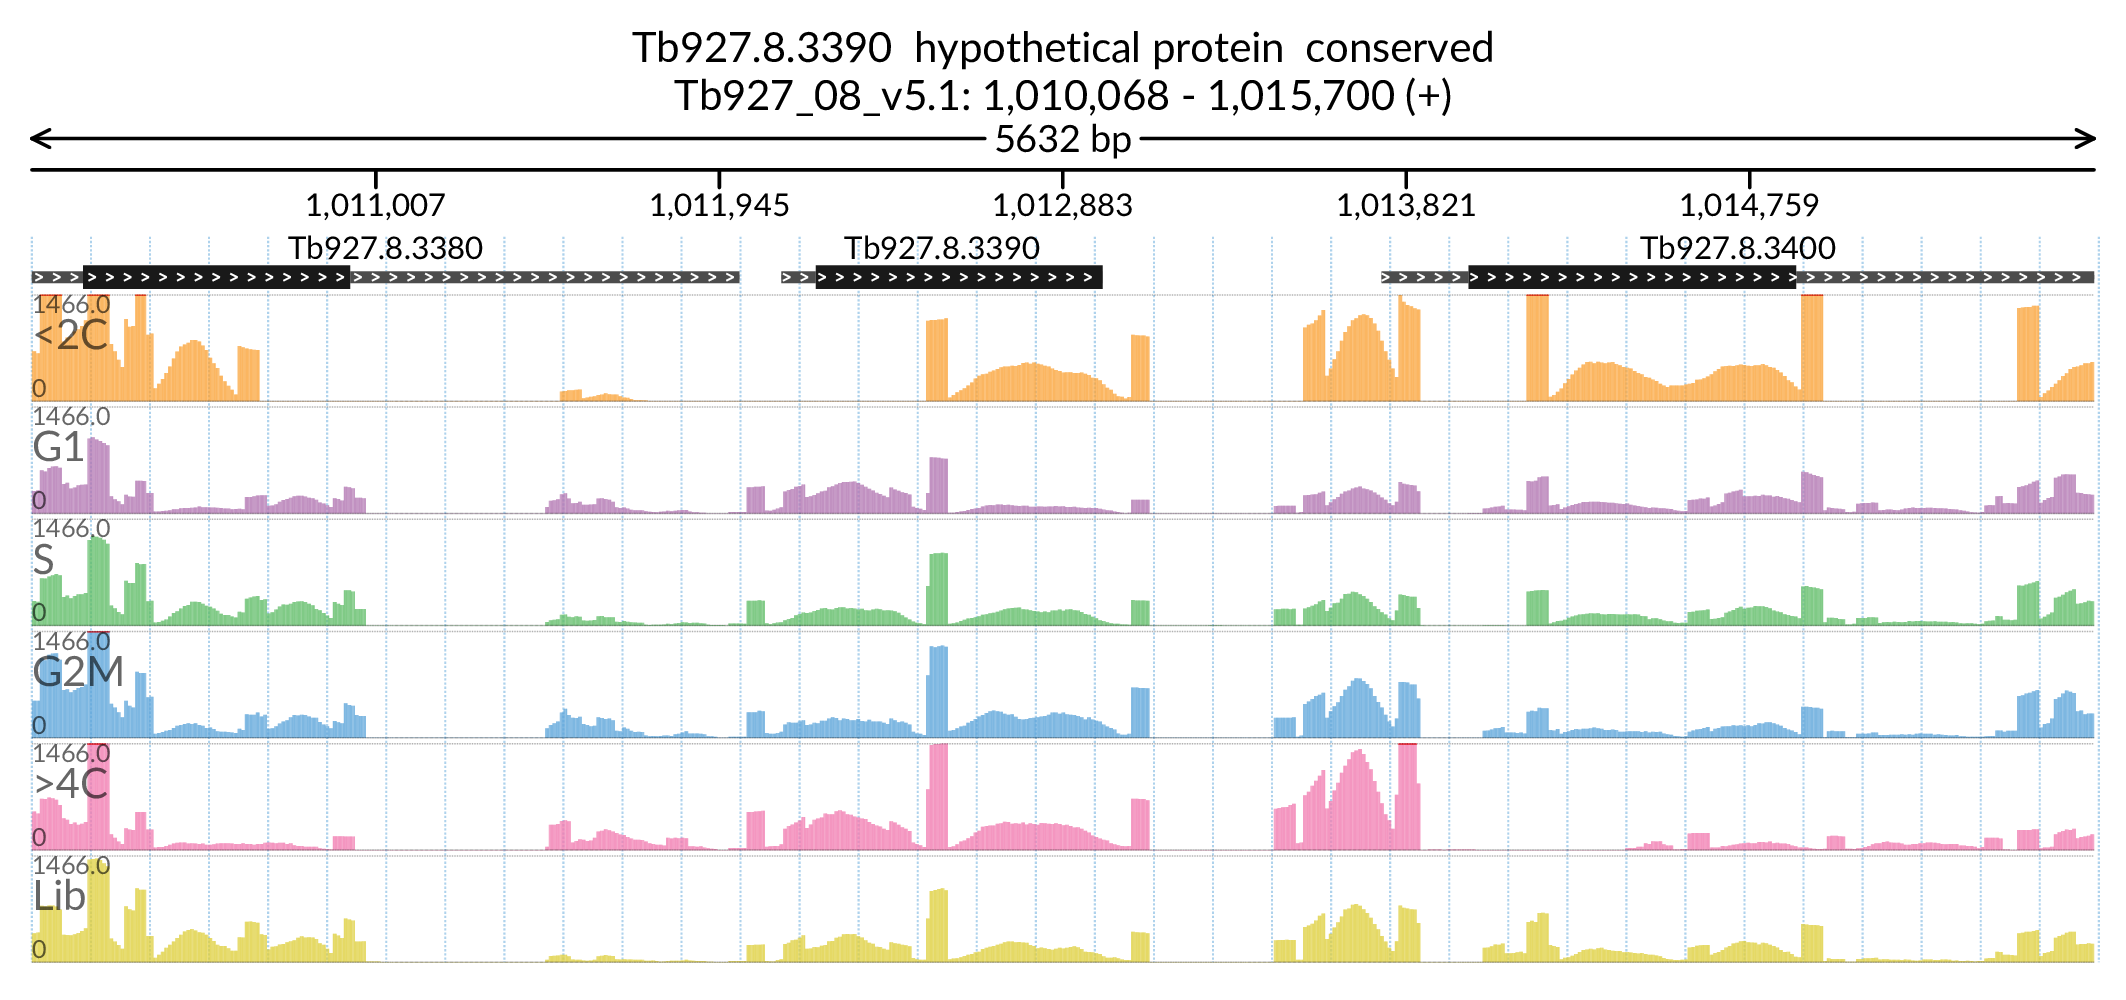 Tb927.8.3390 hypothetical protein conserved
Tb927_08_v5.1: 1,010,068 - 1,015,700 (+)
5632 bp
1,011,007 1,011,945 1,012,883 1,013,821 1,014,759
Tb927.8.3380 Tb927.8.3390 Tb927.8.3400
1466.0
<2C
0
1466.0
G1
0
1466.0
S
0
1466.0
G2M
0
1466.0
>4C
0
1466.0
Lib
0